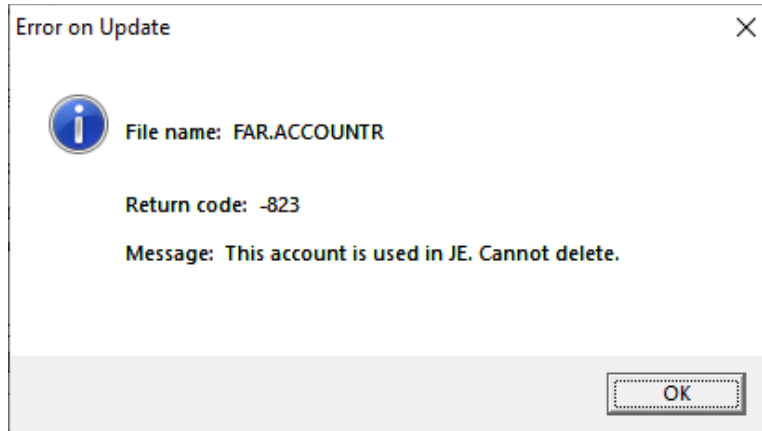 Error on Update
File name: FAR.ACCOUNTR
Return code: -823
Message: This account is used in JE. Cannot delete.
OK